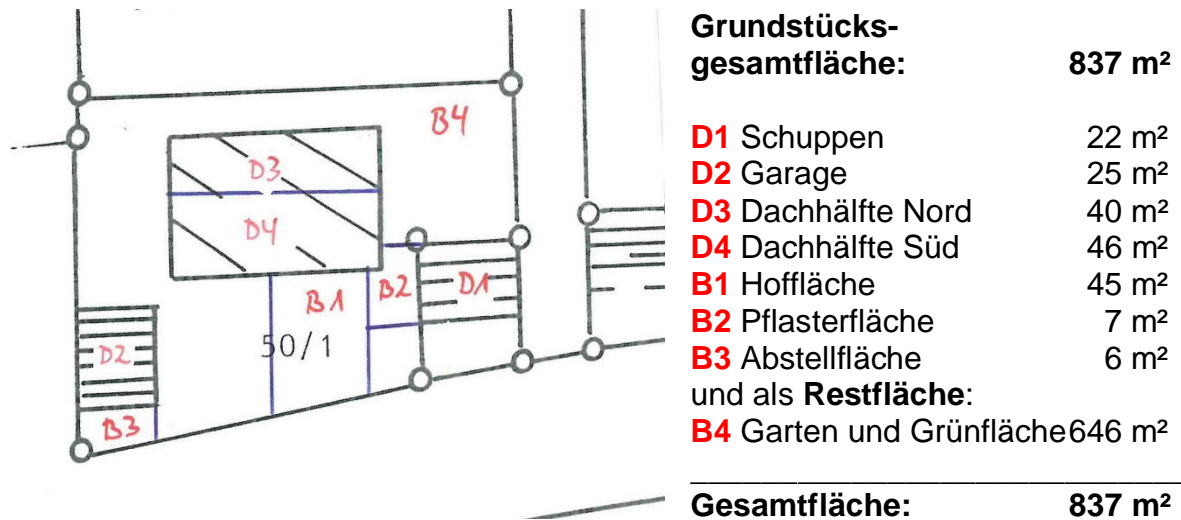 B4
D3
D4
B1
B2
D1
50/1
D2
B3
Grundstücks-
gesamtfläche: 837 m²
D1 Schuppen 22 m²
D2 Garage 25 m²
D3 Dachhälfte Nord 40 m²
D4 Dachhälfte Süd 46 m²
B1 Hoffläche 45 m²
B2 Pflasterfläche 7 m²
B3 Abstellfläche 6 m²
und als Restfläche:
B4 Garten und Grünfläche 646 m²
Gesamtfläche: 837 m²